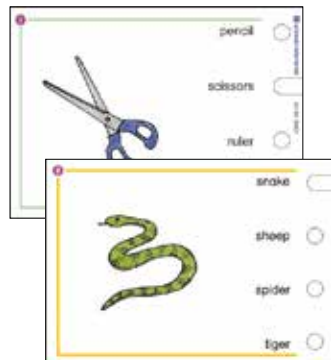 pencil
scissors
ruler
snake
sheep
spider
tiger